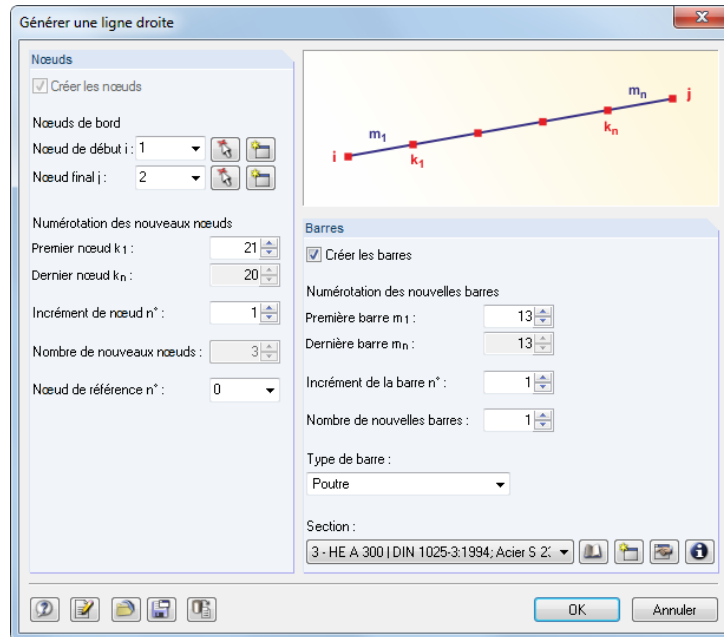 Générer une ligne droite
Nœuds
Créer les nœuds
Nœuds de bord
Nœud de début i : 1
Nœud final j : 2
Numérotation des nouveaux nœuds
Premier nœud k1 : 21
Dernier nœud kn : 20
Incrément de nœud n° : 1
Nombre de nouveaux nœuds : 3
Nœud de référence n° : 0
i
m1
k1
mn
kn
j
Barres
Créer les barres
Numérotation des nouvelles barres
Première barre m1 : 13
Dernière barre mn : 13
Incrément de la barre n° : 1
Nombre de nouvelles barres : 1
Type de barre :
Poutre
Section :
3 - HE A 300 | DIN 1025-3:1994; Acier S
OK
Annuler